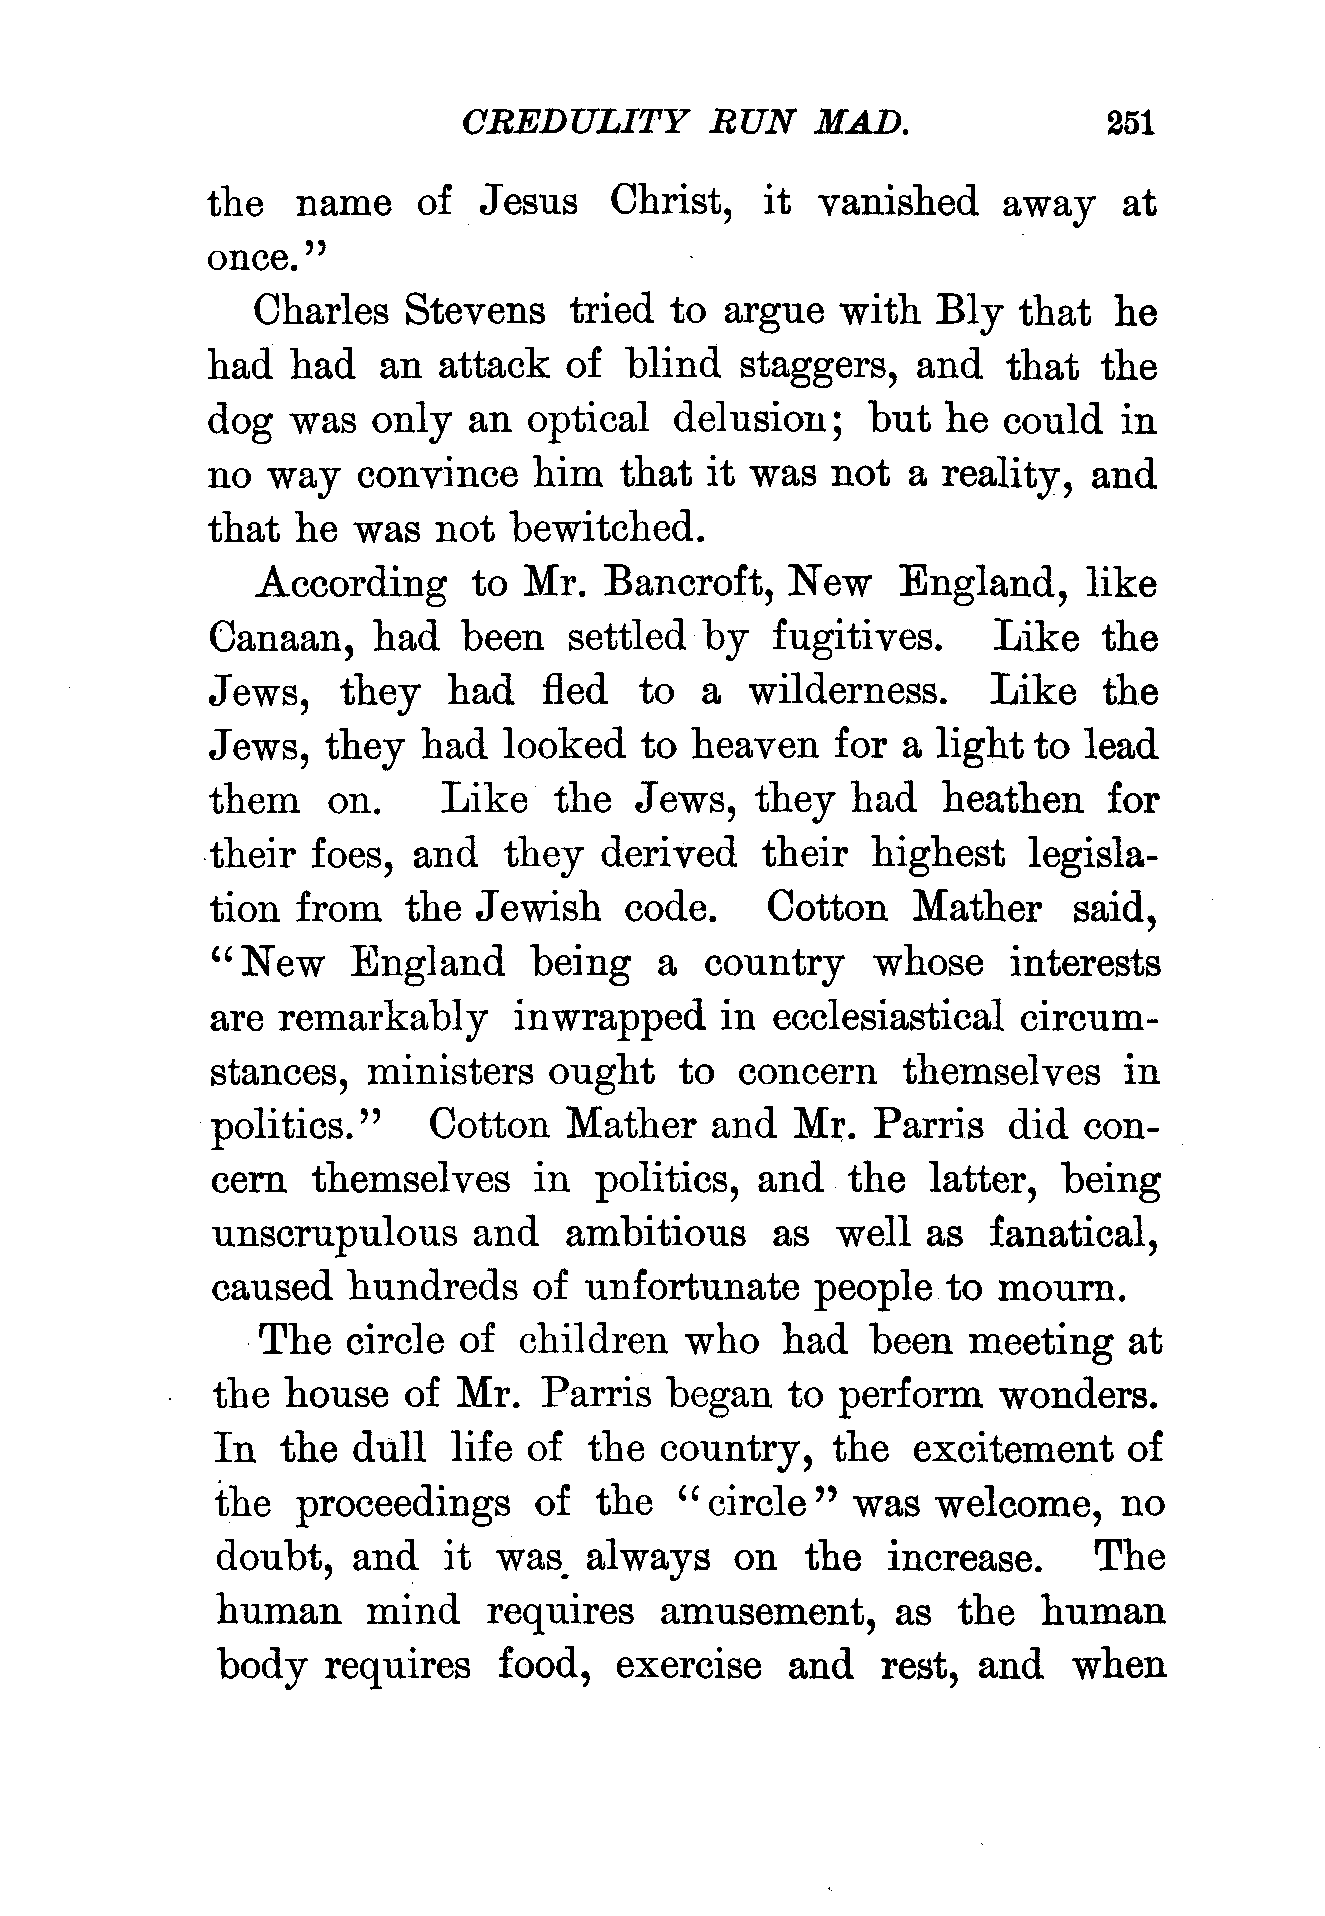 CREDULITY RUN MAD. 251
the name of Jesus Christ, it vanished away at
once."
Charles Stevens tried to argue with Bly that he
had had an attack of blind staggers, and that the
dog was only an optical delusion; but he could in
no way convince him that it was not a reality, and
that he was not bewitched.
According to Mr. Bancroft, New England, like
Canaan, had been settled by fugitives. Like the
Jews, they had fled to a wilderness. Like the
Jews, they had looked to heaven for a light to lead
them on. Like the Jews, they had heathen for
their foes, and they derived their highest legisla-
tion from the Jewish code. Cotton Mather said,
"New England being a country whose interests
are remarkably inwrapped in ecclesiastical circum-
stances, ministers ought to concern themselves in
politics." Cotton Mather and Mr. Parris did con-
cern themselves in politics, and the latter, being
unscrupulous and ambitious as well as fanatical,
caused hundreds of unfortunate people to mourn.
The circle of children who had been meeting at
the house of Mr. Parris began to perform wonders.
In the dull life of the country, the excitement of
the proceedings of the "circle" was welcome, no
doubt, and it was always on the increase. The
human mind requires amusement, as the human
body requires food, exercise and rest, and when